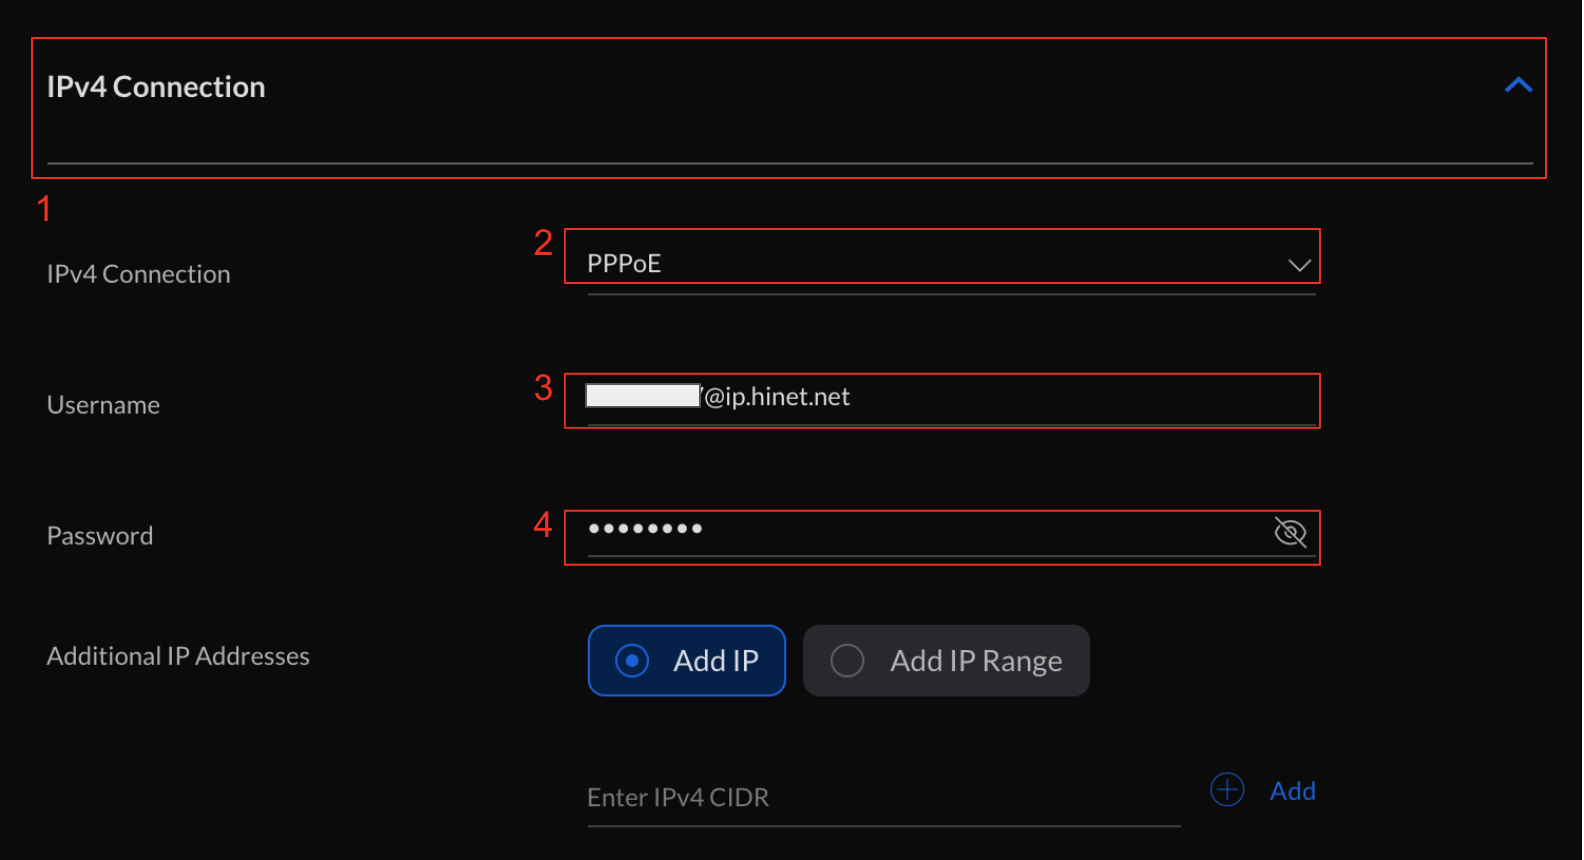 IPv4 Connection
1
IPv4 Connection
2
PPPoE
Username
3
@ip.hinet.net
Password
4
••••••••
Additional IP Addresses
Add IP
Add IP Range
Enter IPv4 CIDR
Add